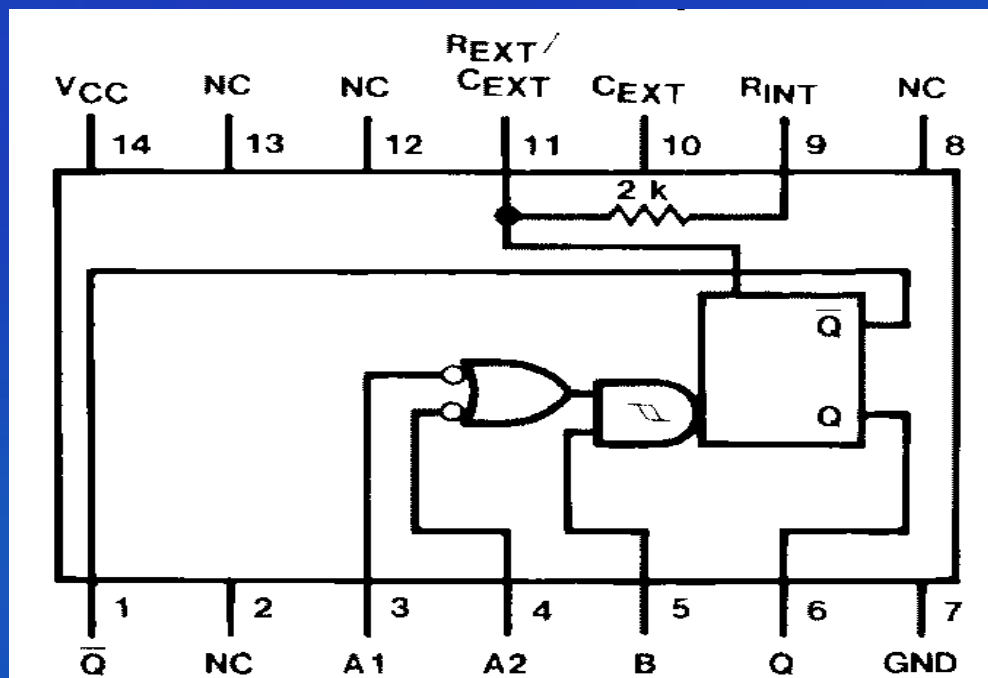 REXT/
VCC NC NC CEXT CEXT RINT NC
14 13 12 11 10 9 8
2 k
Q̅
Q
1 2 3 4 5 6 7
Q̅ NC A1 A2 B Q GND